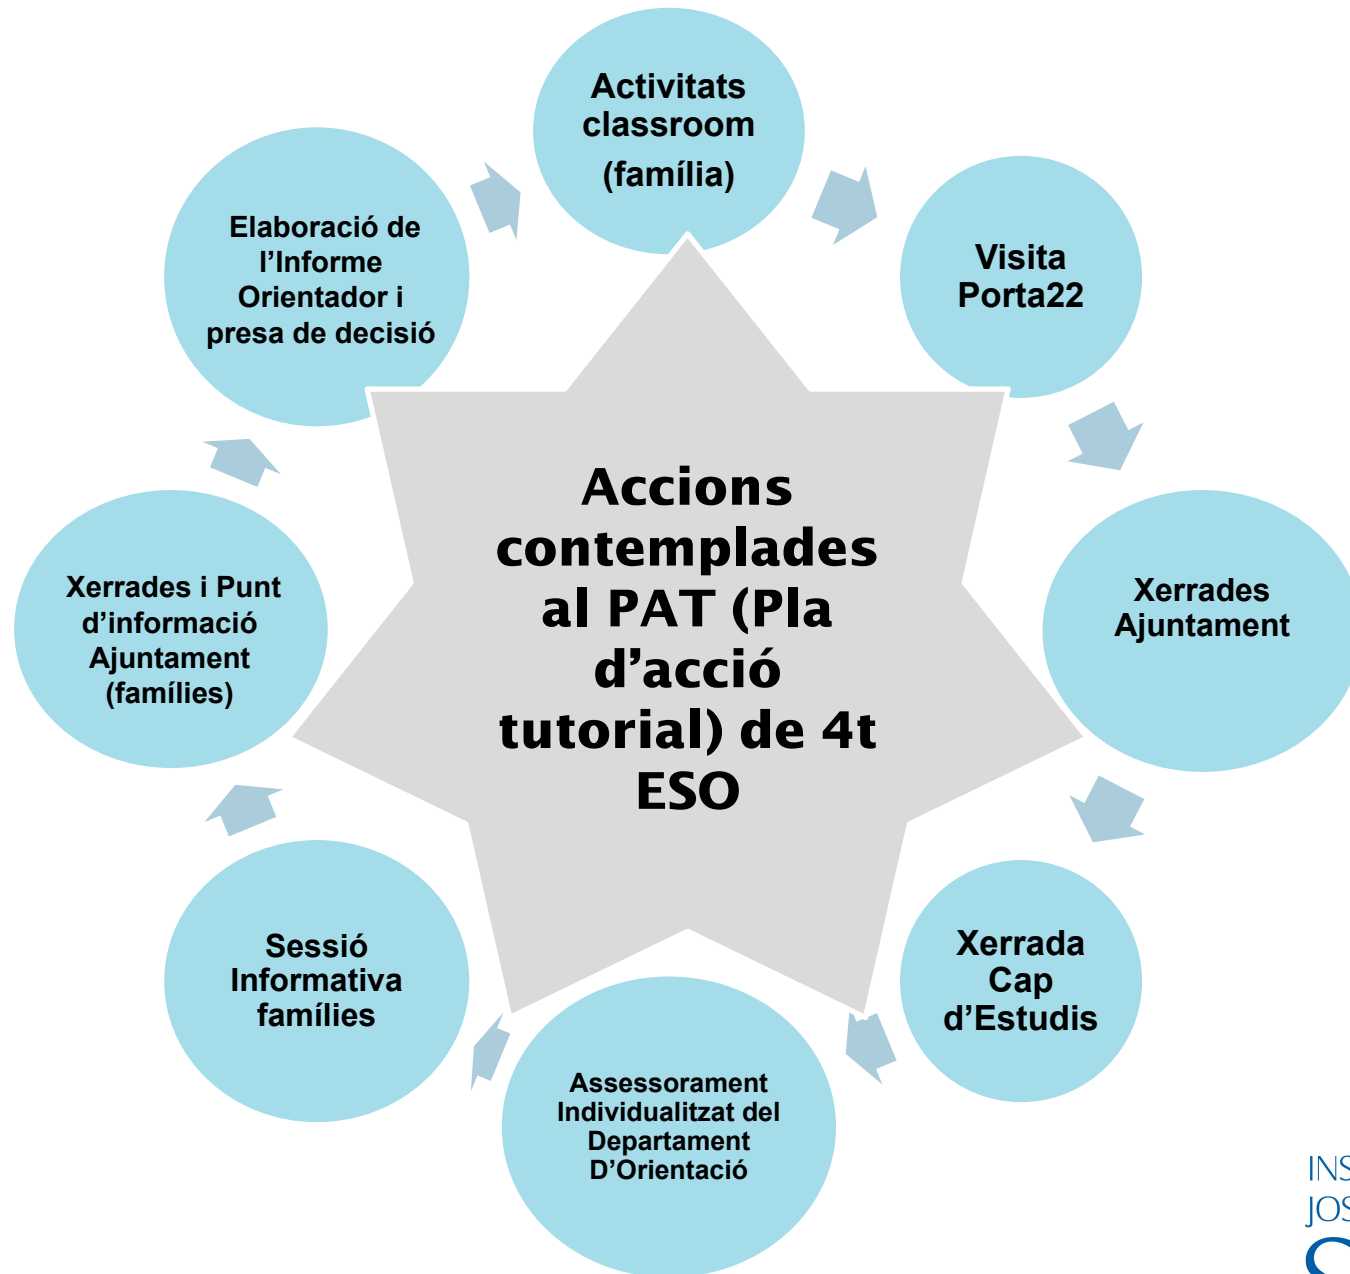 Activitats
classroom
(família)
Visita
Porta22
Xerrades
Ajuntament
Xerrada
Cap
d’Estudis
Assessorament
Individualitzat del
Departament
D’Orientació
Sessió
Informativa
famílies
Xerrades i Punt
d’informació
Ajuntament
(famílies)
Elaboració de
l’Informe
Orientador i
presa de decisió
Accions
contemplades
al PAT (Pla
d’acció
tutorial) de 4t
ESO
INS
JOS